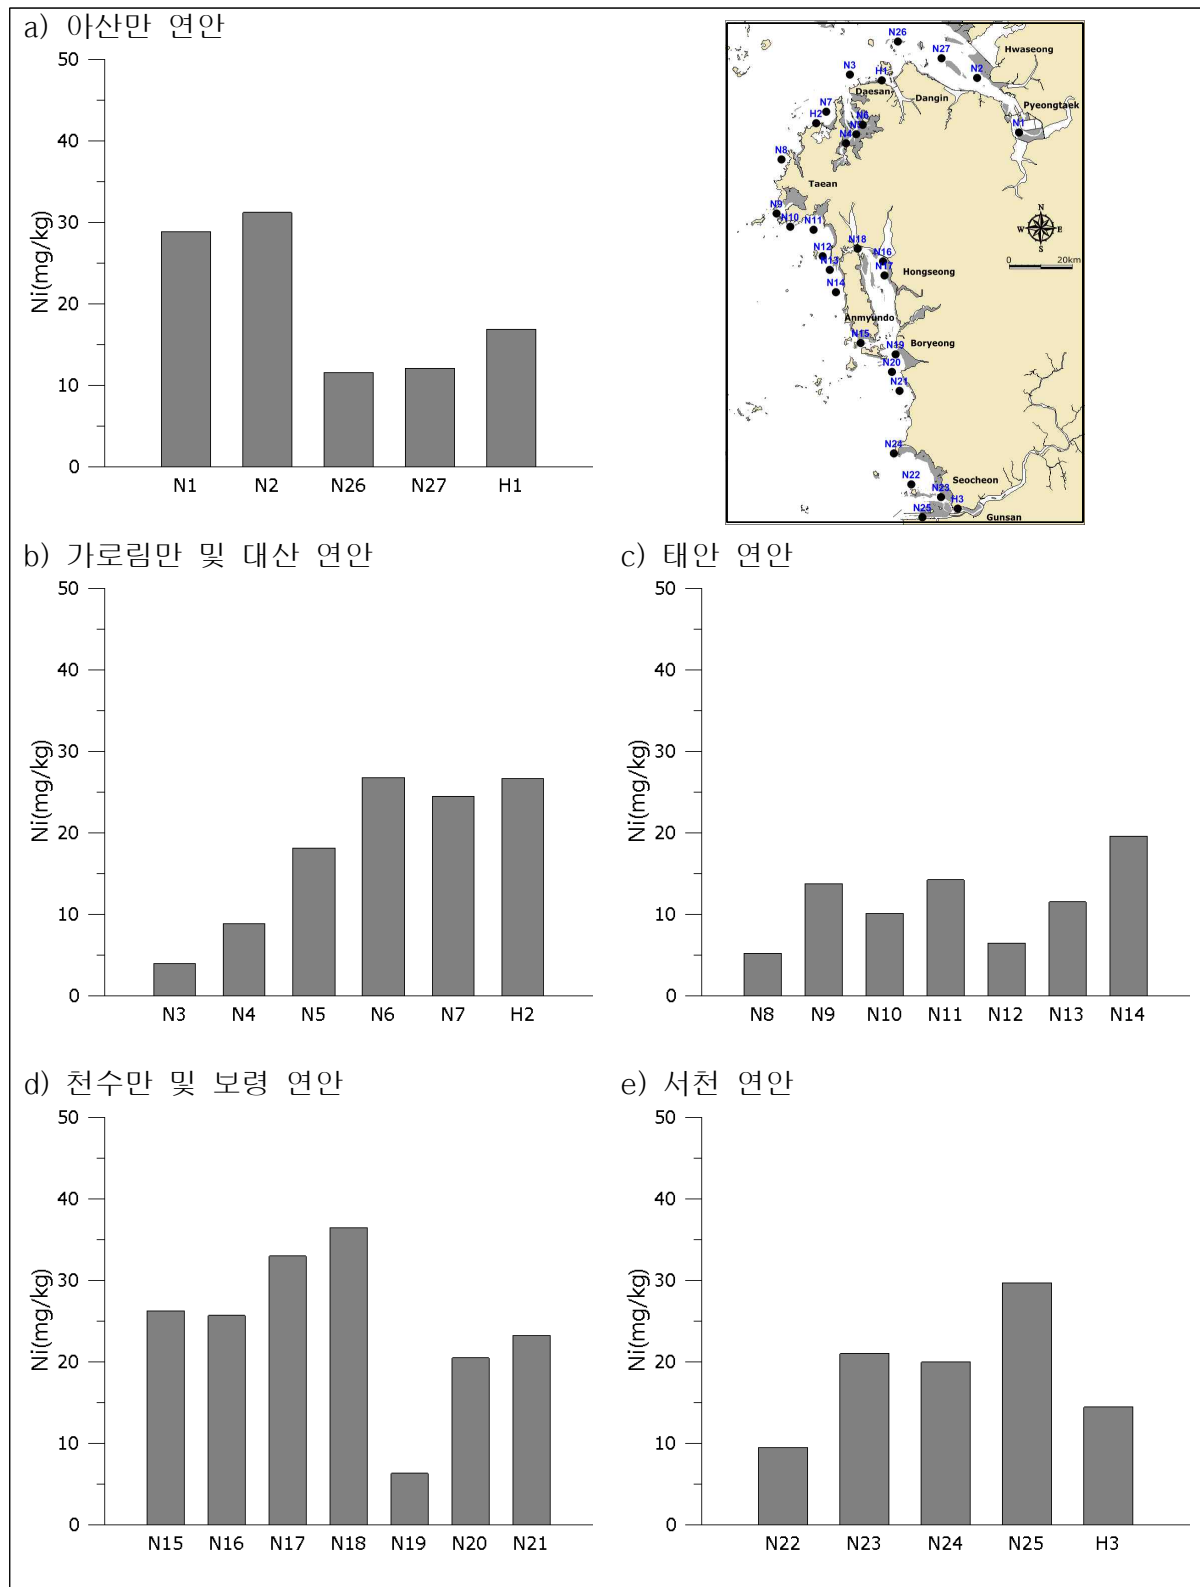 a) 아산만 연안
50
40
30
20
10
0
Ni(mg/kg)
N1 N2 N26 N27 H1
N26
N27
Hwaseong
N2
N3
H1
Daesan
Dangin
Pyeongtaek
N1
N7
H2
N6
N5
N4
N8
Taean
N9
N10
N11
N
W E
S
0 20km
N18
N12
N13
N16
N17
Hongseong
N14
Anmyundo
N15
N19
Boryeong
N20
N21
N24
N22
Seocheon
N23
H3
N25
Gunsan
b) 가로림만 및 대산 연안
50
40
30
20
10
0
Ni(mg/kg)
N3 N4 N5 N6 N7 H2
c) 태안 연안
50
40
30
20
10
0
Ni(mg/kg)
N8 N9 N10 N11 N12 N13 N14
d) 천수만 및 보령 연안
50
40
30
20
10
0
Ni(mg/kg)
N15 N16 N17 N18 N19 N20 N21
e) 서천 연안
50
40
30
20
10
0
Ni(mg/kg)
N22 N23 N24 N25 H3